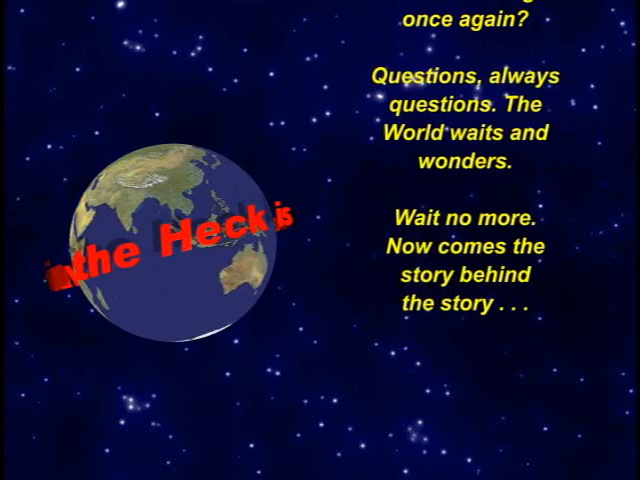 once again?
Questions, always
questions. The
World waits and
wonders.
Wait no more.
Now comes the
story behind
the story . . .
in the Heck is